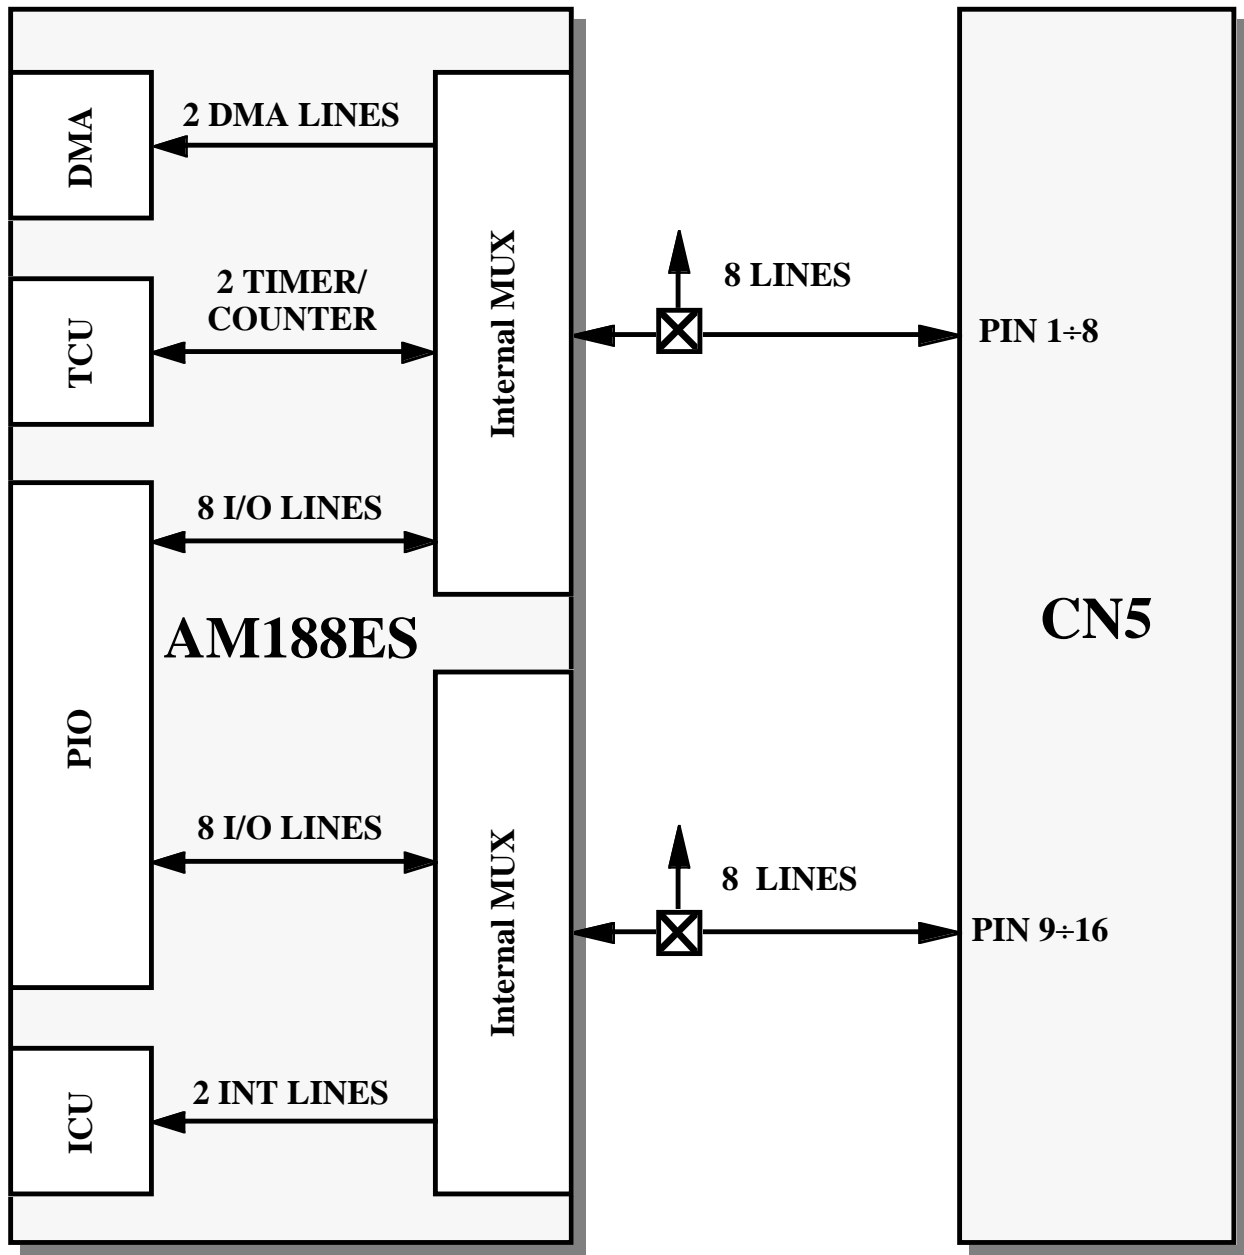 DMA
2 DMA LINES
TCU
2 TIMER/
COUNTER
Internal MUX
8 LINES
PIN 1÷8
8 I/O LINES
AM188ES
CN5
PIO
8 I/O LINES
Internal MUX
8 LINES
PIN 9÷16
ICU
2 INT LINES